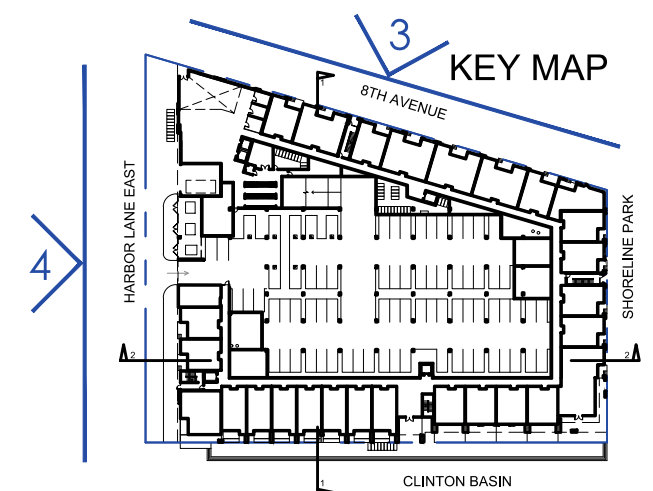 3
KEY MAP
8TH AVENUE
1
HARBOR LANE EAST
SHORELINE PARK
4
2
2
1
CLINTON BASIN